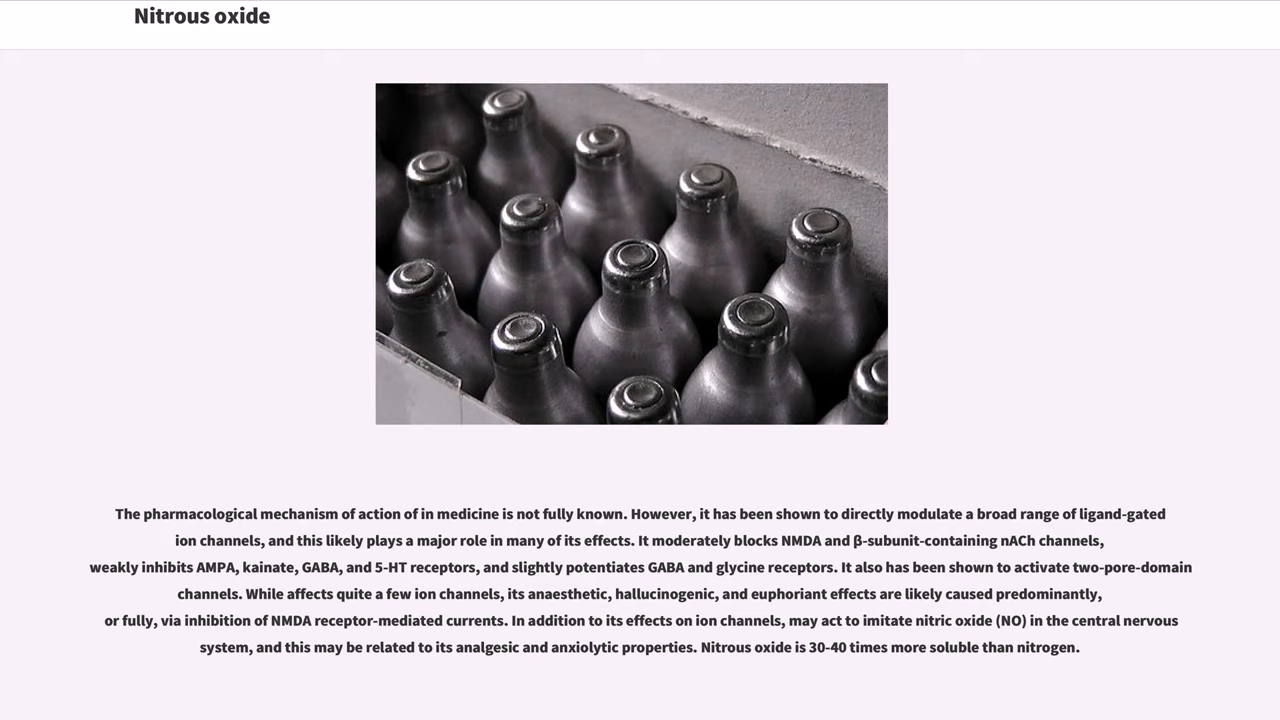 Nitrous oxide
The pharmacological mechanism of action of in medicine is not fully known. However, it has been shown to directly modulate a broad range of ligand-gated
ion channels, and this likely plays a major role in many of its effects. It moderately blocks NMDA and β-subunit-containing nACh channels,
weakly inhibits AMPA, kainate, GABA, and 5-HT receptors, and slightly potentiates GABA and glycine receptors. It also has been shown to activate two-pore-domain
channels. While affects quite a few ion channels, its anaesthetic, hallucinogenic, and euphoriant effects are likely caused predominantly,
or fully, via inhibition of NMDA receptor-mediated currents. In addition to its effects on ion channels, may act to imitate nitric oxide (NO) in the central nervous
system, and this may be related to its analgesic and anxiolytic properties. Nitrous oxide is 30-40 times more soluble than nitrogen.